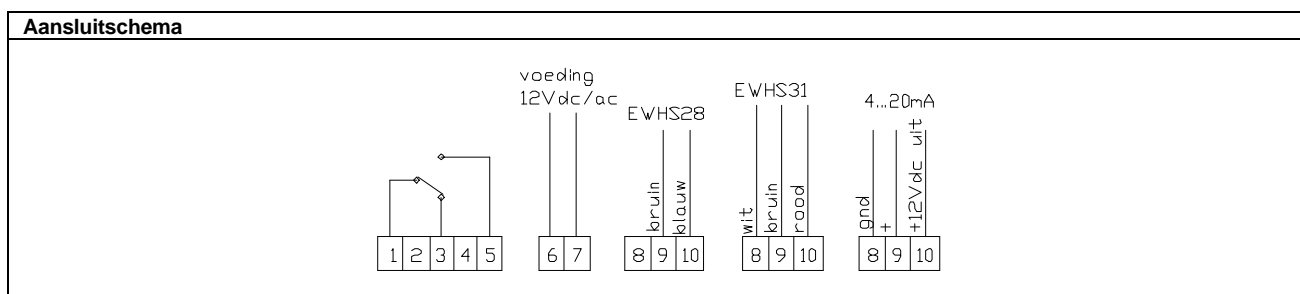 Aansluitschema
voeding
12Vdc/ac
EWHS28
EWHS31
4...20mA
bruin
blauw
wit
bruin
rood
gnd
+
+12Vdc uit
1 2 3 4 5
6 7
8 9 10
8 9 10
8 9 10